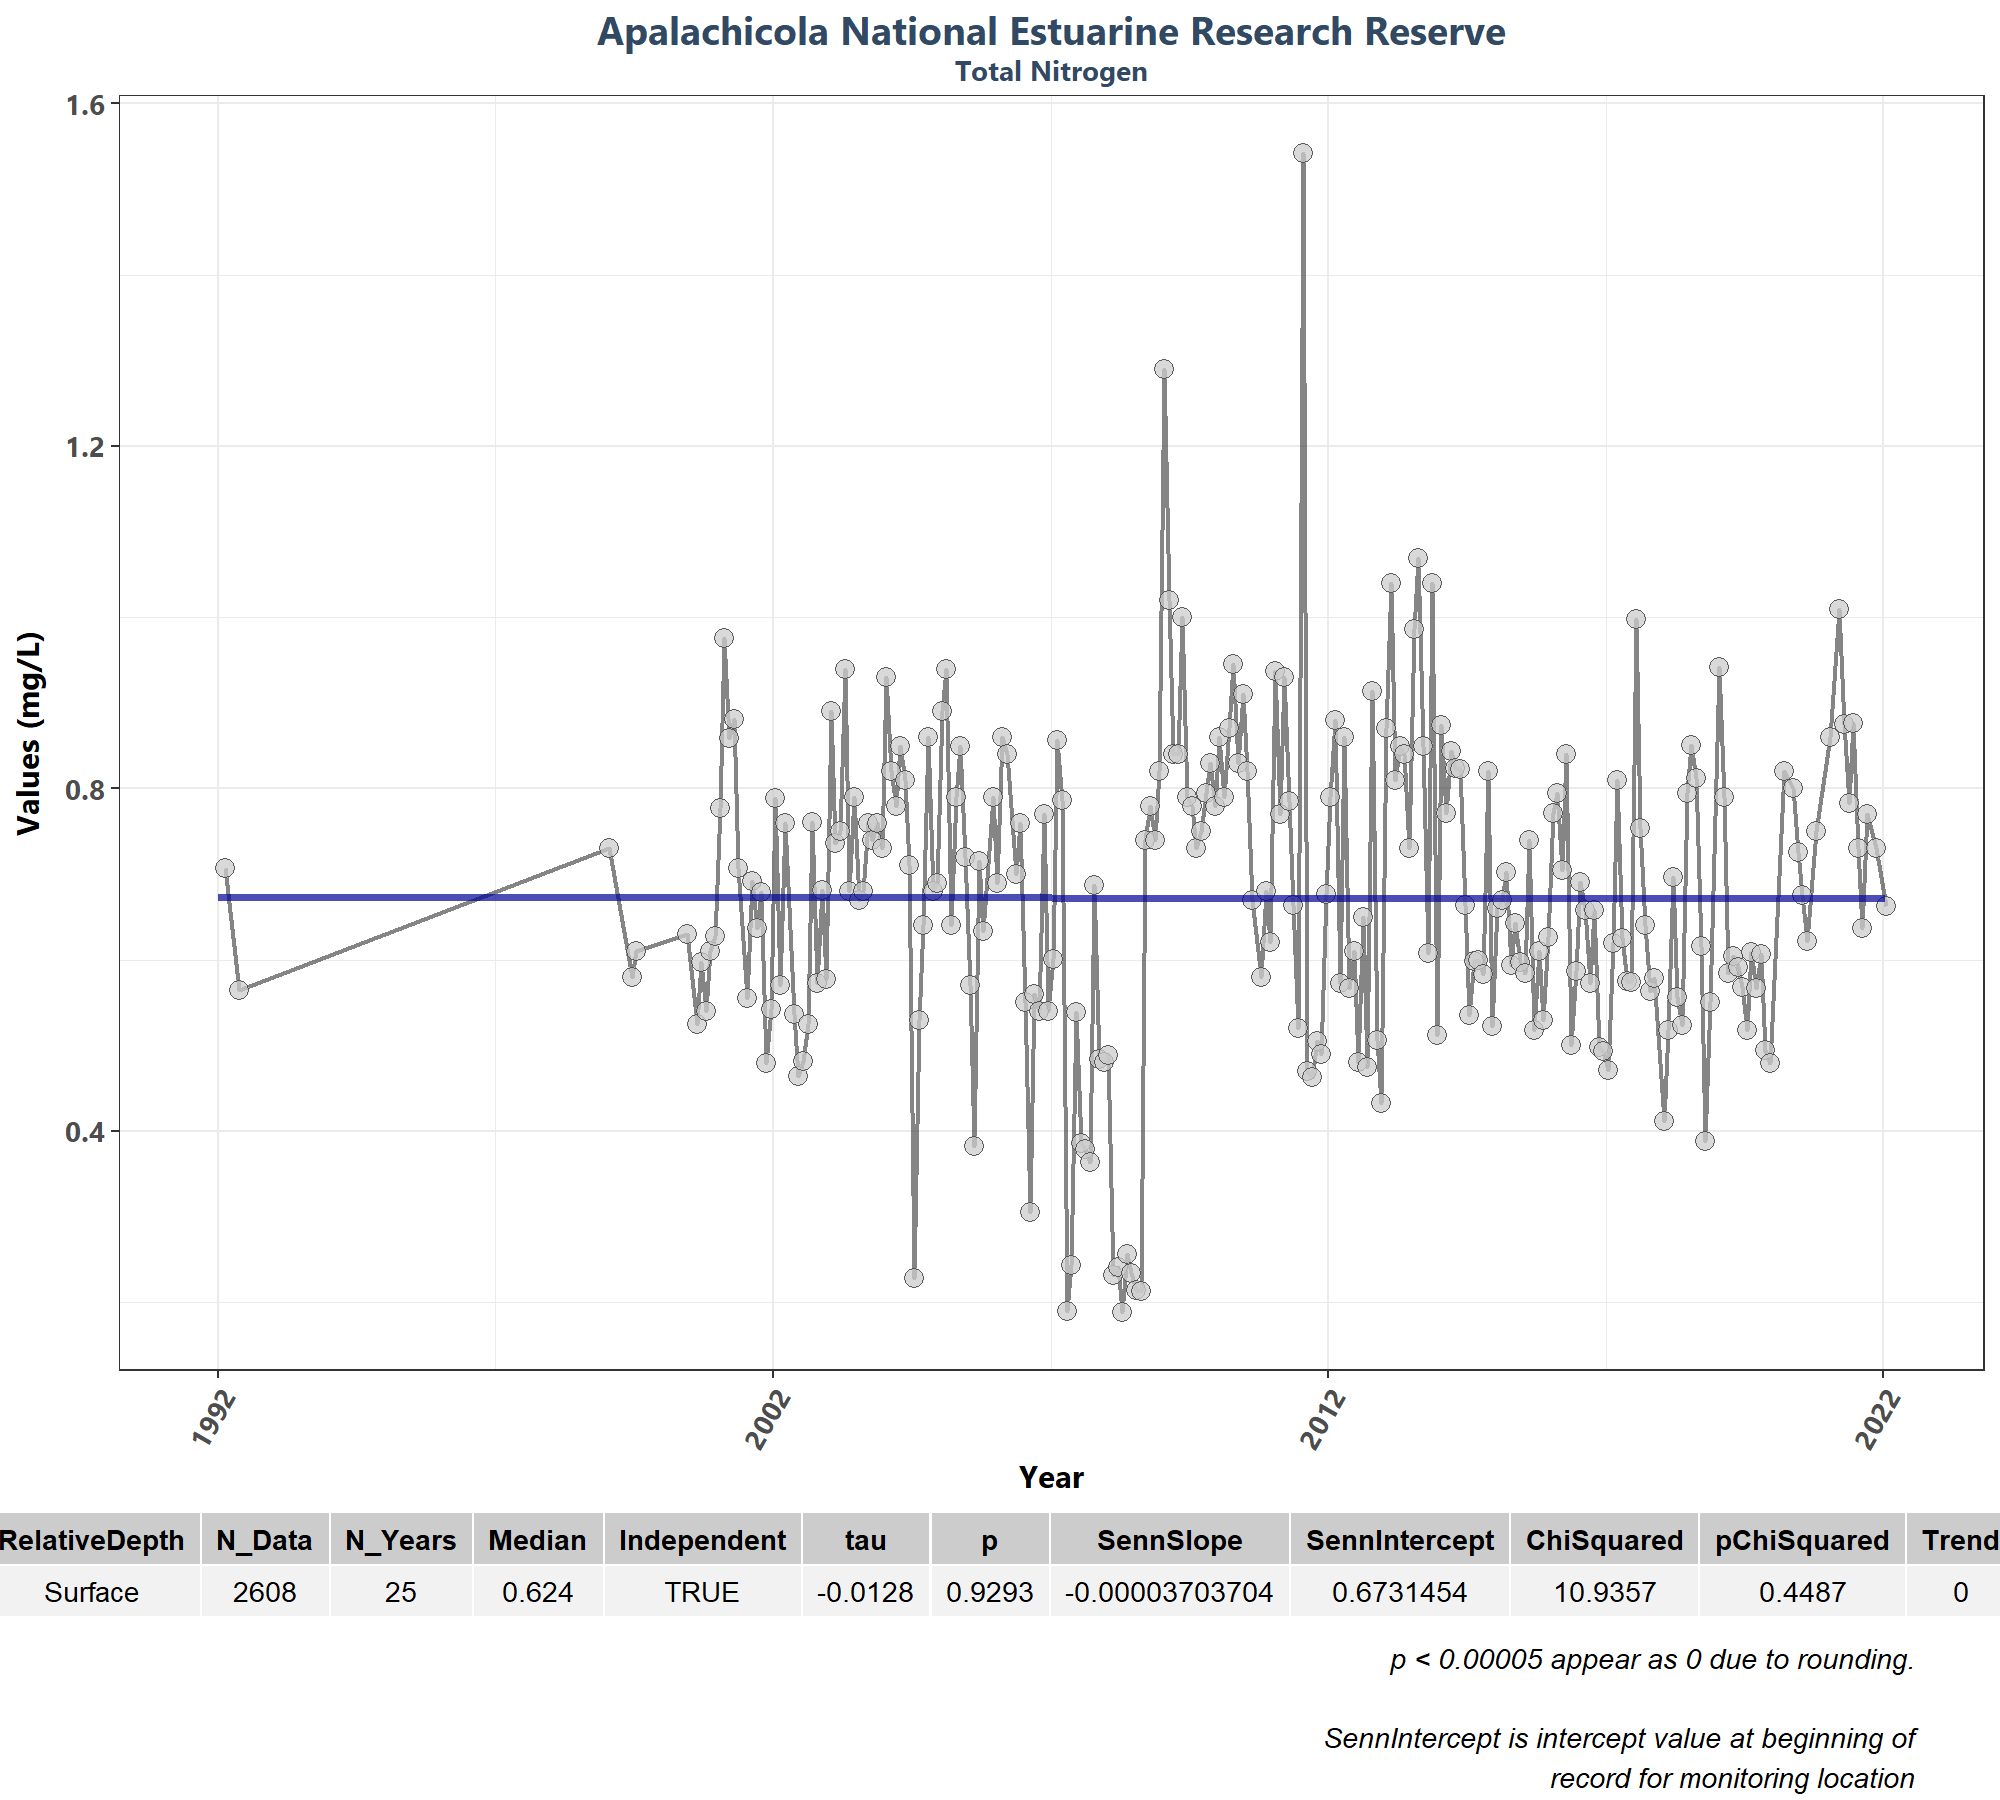 Apalachicola National Estuarine Research Reserve
Total Nitrogen
1.6
1.2
0.8
0.4
Values (mg/L)
1992
2002
2012
2022
Year
RelativeDepth N_Data N_Years Median Independent tau p SennSlope SennIntercept ChiSquared pChiSquared Trend
Surface 2608 25 0.624 TRUE -0.0128 0.9293 -0.00003703704 0.6731454 10.9357 0.4487 0
p < 0.00005 appear as 0 due to rounding.
SennIntercept is intercept value at beginning of
record for monitoring location